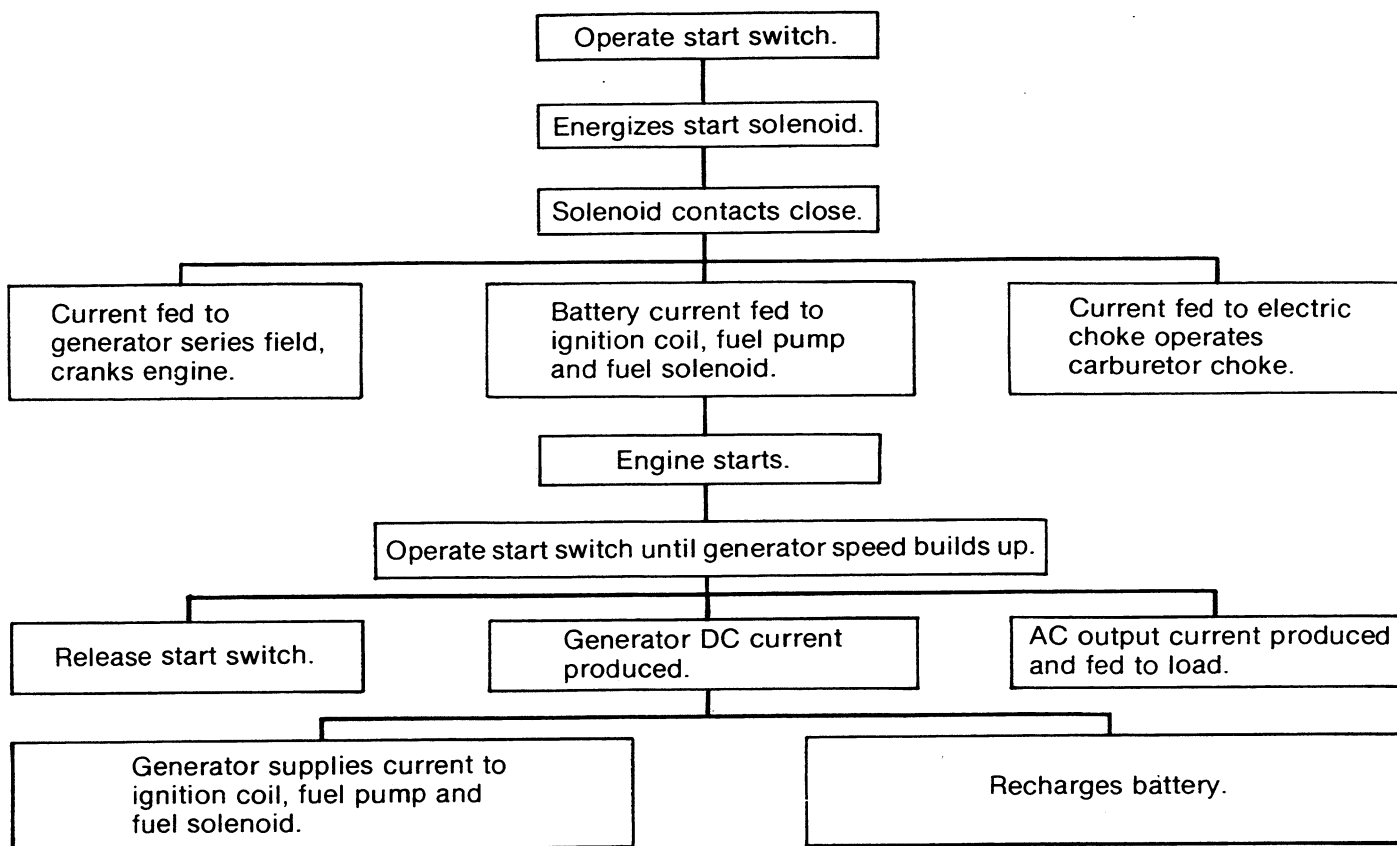 Operate start switch.
Energizes start solenoid.
Solenoid contacts close.
Current fed to
generator series field,
cranks engine.
Battery current fed to
ignition coil, fuel pump
and fuel solenoid.
Current fed to electric
choke operates
carburetor choke.
Engine starts.
Operate start switch until generator speed builds up.
Release start switch.
Generator DC current
produced.
AC output current produced
and fed to load.
Generator supplies current to
ignition coil, fuel pump and
fuel solenoid.
Recharges battery.